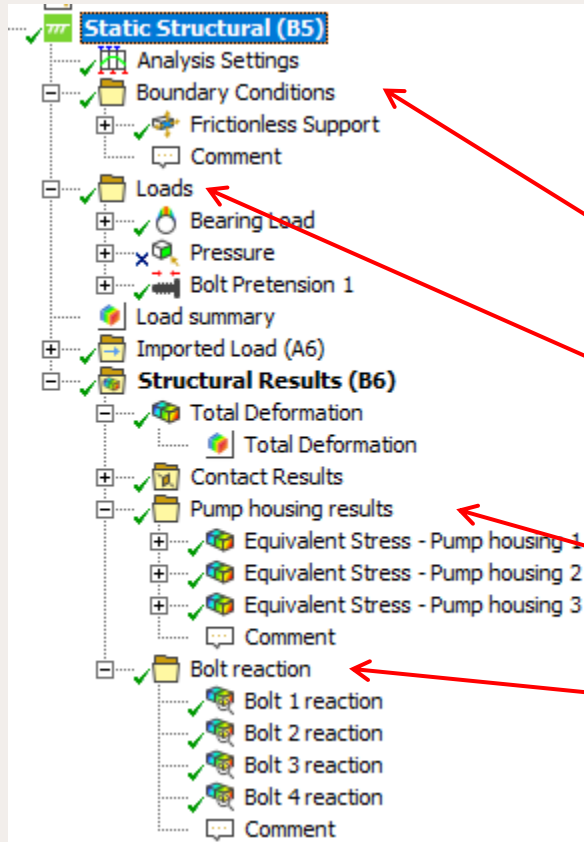 Static Structural (B5)
Analysis Settings
Boundary Conditions
Frictionless Support
Comment
Loads
Bearing Load
Pressure
Bolt Pretension 1
Load summary
Imported Load (A6)
Structural Results (B6)
Total Deformation
Total Deformation
Contact Results
Pump housing results
Equivalent Stress - Pump housing 1
Equivalent Stress - Pump housing 2
Equivalent Stress - Pump housing 3
Comment
Bolt reaction
Bolt 1 reaction
Bolt 2 reaction
Bolt 3 reaction
Bolt 4 reaction
Comment